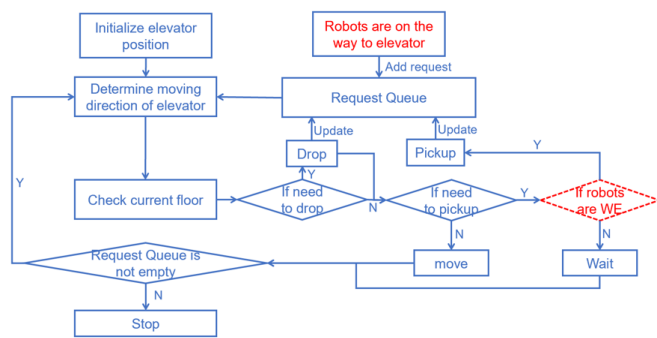 Initialize elevator
position
Robots are on the
way to elevator
Add request
Determine moving
direction of elevator
Request Queue
Update
Update
Drop
Pickup
Y
Y
Y
Check current floor
If need
to drop
N
If need
to pickup
Y
If robots
are WE
N
N
Request Queue is
not empty
move
Wait
N
Stop